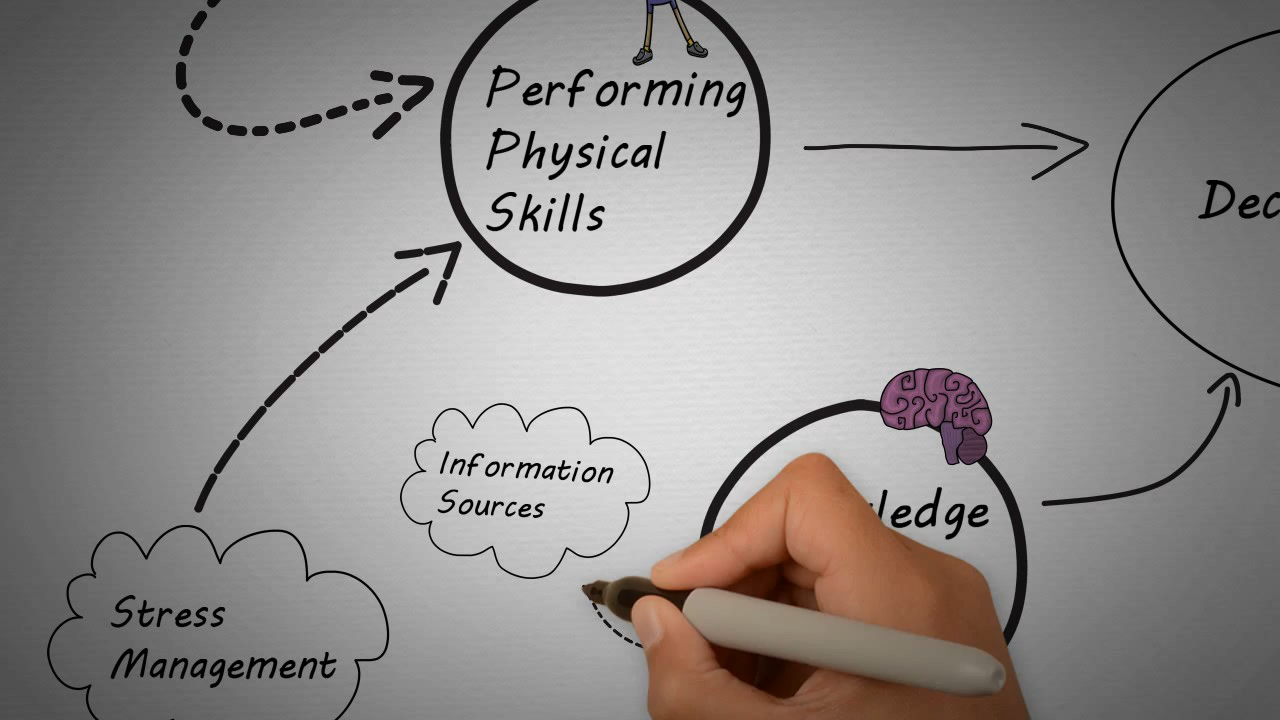 Performing
Physical
Skills
Information
Sources
Stress
Management